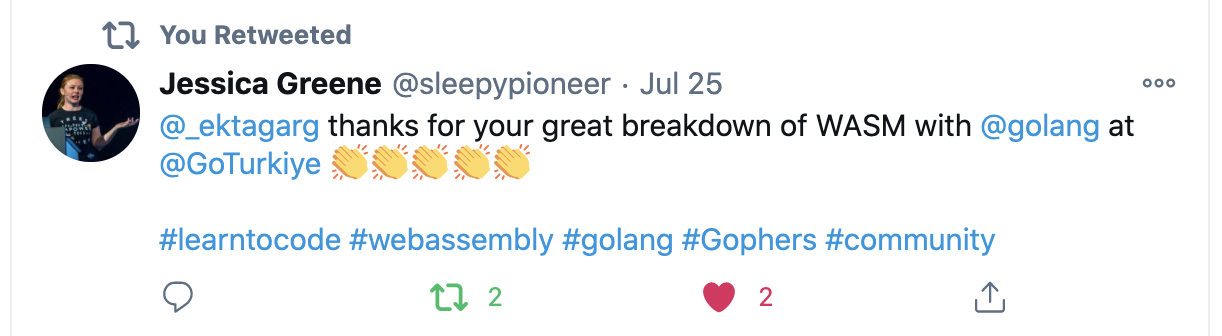 You Retweeted
Jessica Greene @sleepypioneer · Jul 25
@_ektagarg thanks for your great breakdown of WASM with @golang at
@GoTurkiye 👏👏👏👏👏
#learntocode #webassembly #golang #Gophers #community
2 2